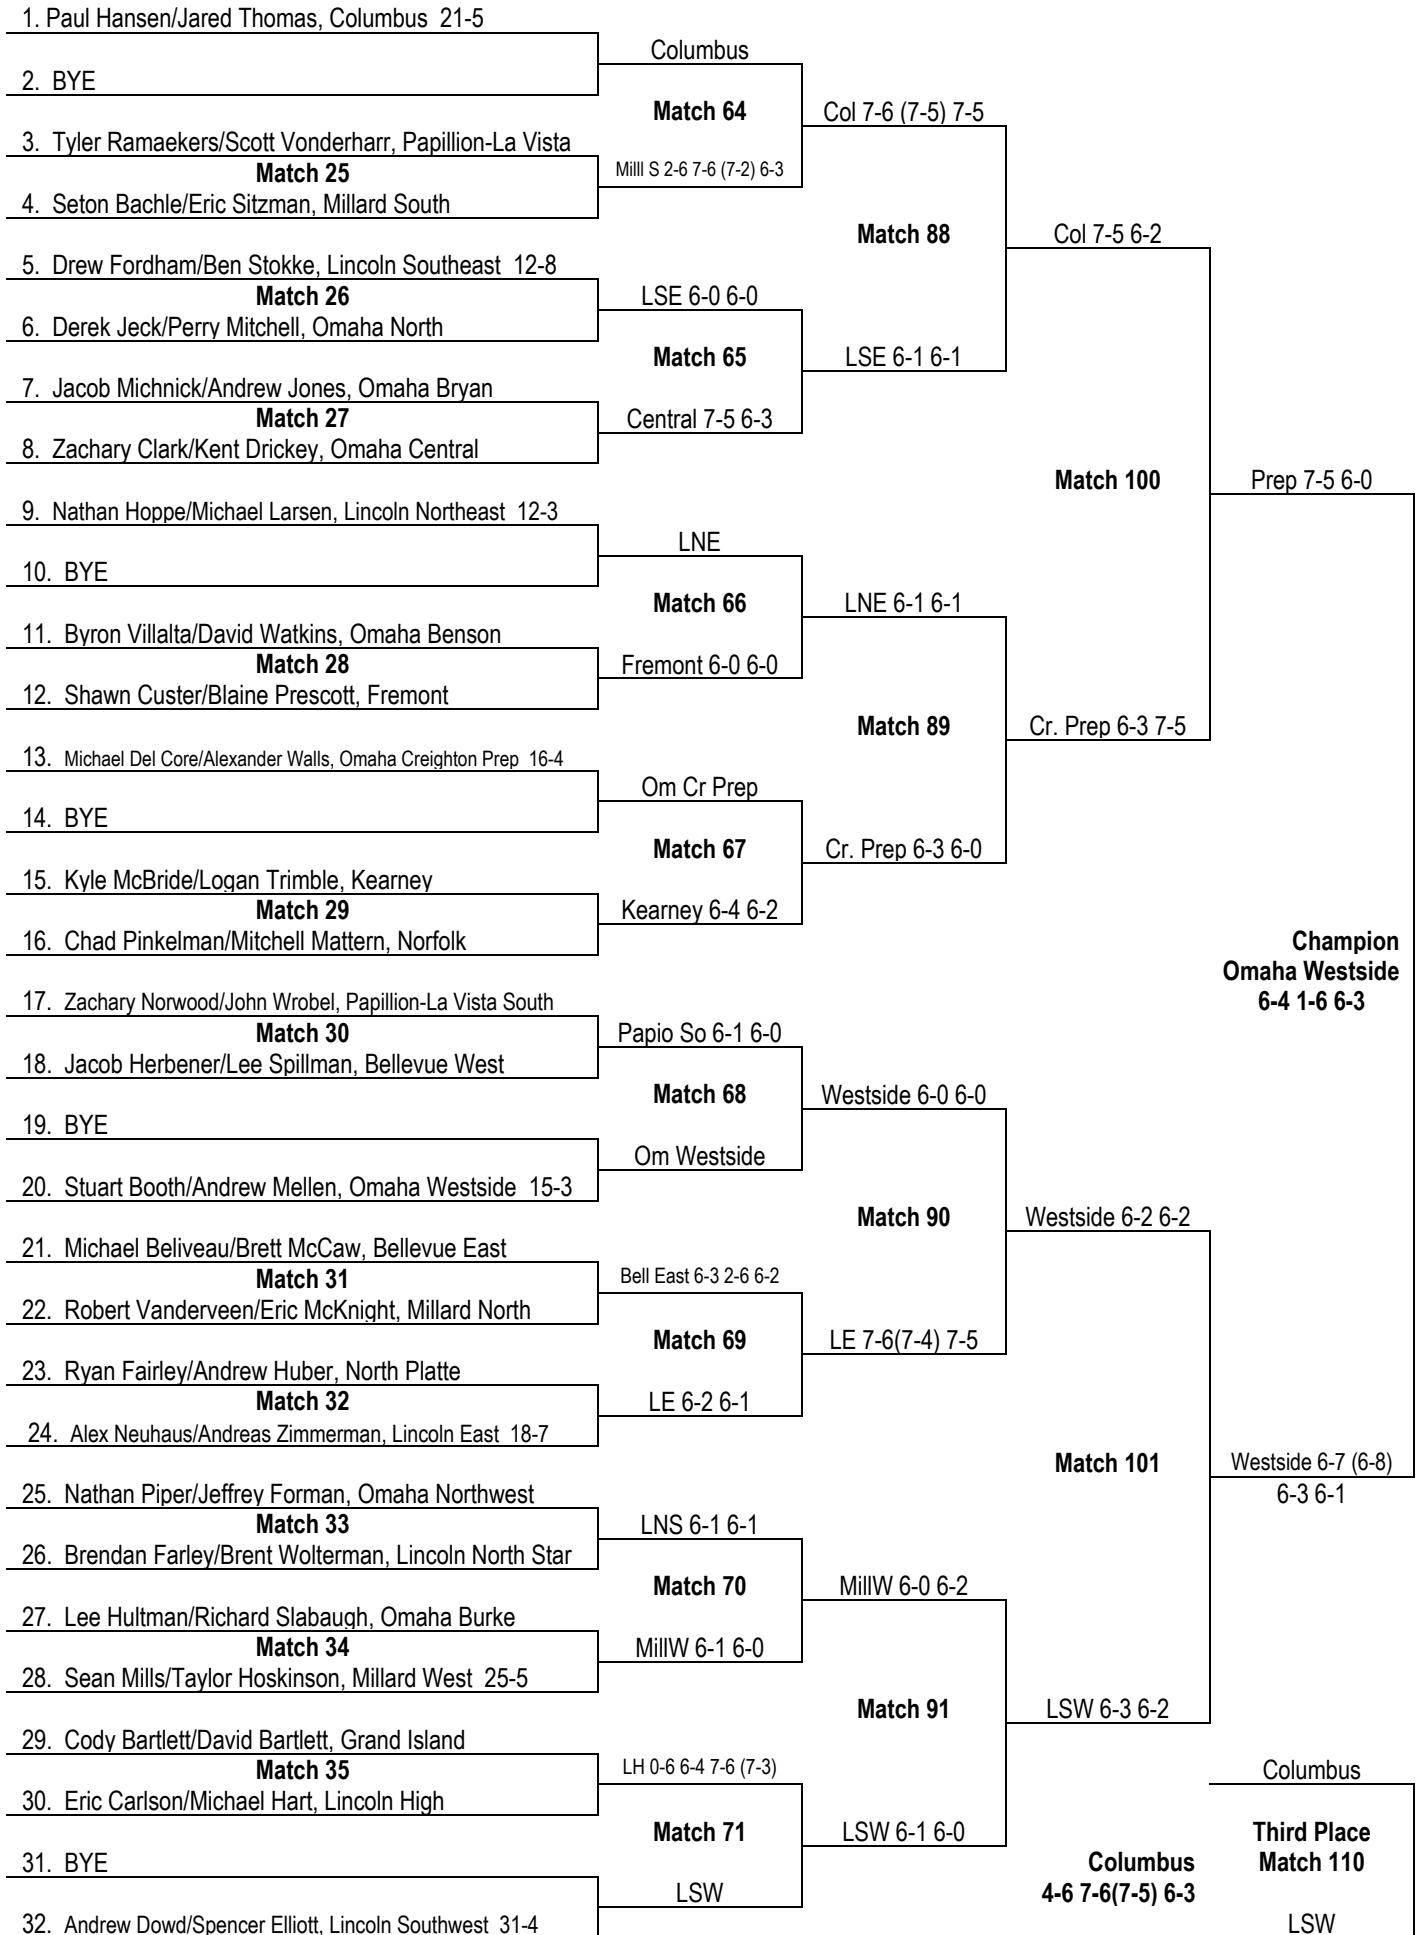 1. Paul Hansen/Jared Thomas, Columbus 21-5
Columbus
2. BYE
Match 64
Col 7-6 (7-5) 7-5
3. Tyler Ramaekers/Scott Vonderharr, Papillion-La Vista
Match 25
Milll S 2-6 7-6 (7-2) 6-3
4. Seton Bachle/Eric Sitzman, Millard South
Match 88
Col 7-5 6-2
5. Drew Fordham/Ben Stokke, Lincoln Southeast 12-8
Match 26
LSE 6-0 6-0
6. Derek Jeck/Perry Mitchell, Omaha North
Match 65
LSE 6-1 6-1
7. Jacob Michnick/Andrew Jones, Omaha Bryan
Match 27
Central 7-5 6-3
8. Zachary Clark/Kent Drickey, Omaha Central
Match 100
Prep 7-5 6-0
9. Nathan Hoppe/Michael Larsen, Lincoln Northeast 12-3
LNE
10. BYE
Match 66
LNE 6-1 6-1
11. Byron Villalta/David Watkins, Omaha Benson
Match 28
Fremont 6-0 6-0
12. Shawn Custer/Blaine Prescott, Fremont
Match 89
Cr. Prep 6-3 7-5
13. Michael Del Core/Alexander Walls, Omaha Creighton Prep 16-4
Om Cr Prep
14. BYE
Match 67
Cr. Prep 6-3 6-0
15. Kyle McBride/Logan Trimble, Kearney
Match 29
Kearney 6-4 6-2
16. Chad Pinkelman/Mitchell Mattern, Norfolk
Champion
Omaha Westside
6-4 1-6 6-3
17. Zachary Norwood/John Wrobel, Papillion-La Vista South
Match 30
Papio So 6-1 6-0
18. Jacob Herbener/Lee Spillman, Bellevue West
Match 68
Westside 6-0 6-0
19. BYE
Om Westside
20. Stuart Booth/Andrew Mellen, Omaha Westside 15-3
Match 90
Westside 6-2 6-2
21. Michael Beliveau/Brett McCaw, Bellevue East
Match 31
Bell East 6-3 2-6 6-2
22. Robert Vanderveen/Eric McKnight, Millard North
Match 69
LE 7-6(7-4) 7-5
23. Ryan Fairley/Andrew Huber, North Platte
Match 32
LE 6-2 6-1
24. Alex Neuhaus/Andreas Zimmerman, Lincoln East 18-7
Match 101
Westside 6-7 (6-8)
6-3 6-1
25. Nathan Piper/Jeffrey Forman, Omaha Northwest
Match 33
LNS 6-1 6-1
26. Brendan Farley/Brent Wolterman, Lincoln North Star
Match 70
MillW 6-0 6-2
27. Lee Hultman/Richard Slabaugh, Omaha Burke
Match 34
MillW 6-1 6-0
28. Sean Mills/Taylor Hoskinson, Millard West 25-5
Match 91
LSW 6-3 6-2
29. Cody Bartlett/David Bartlett, Grand Island
Match 35
LH 0-6 6-4 7-6 (7-3)
Columbus
30. Eric Carlson/Michael Hart, Lincoln High
Match 71
LSW 6-1 6-0
Third Place
Match 110
31. BYE
Columbus
4-6 7-6(7-5) 6-3
LSW
32. Andrew Dowd/Spencer Elliott, Lincoln Southwest 31-4
LSW